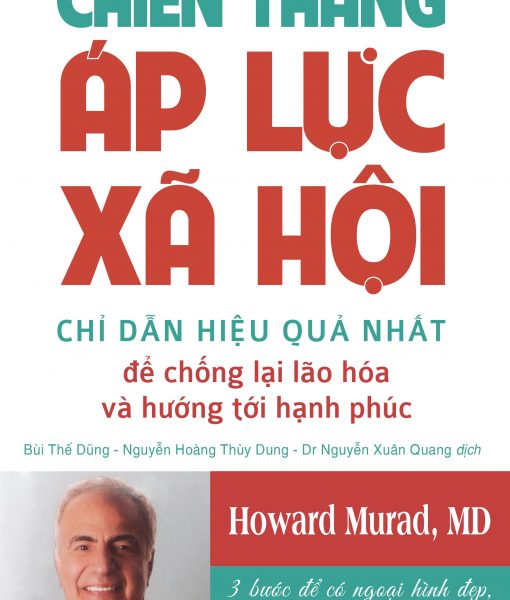 CHIẾN THẮNG
ÁP LỰC
XÃ HỘI
CHỈ DẪN HIỆU QUẢ NHẤT
để chống lại lão hóa
và hướng tới hạnh phúc
Bùi Thế Dũng - Nguyễn Hoàng Thùy Dung - Dr Nguyễn Xuân Quang dịch
Howard Murad, MD
3 bước để có ngoại hình đẹp,